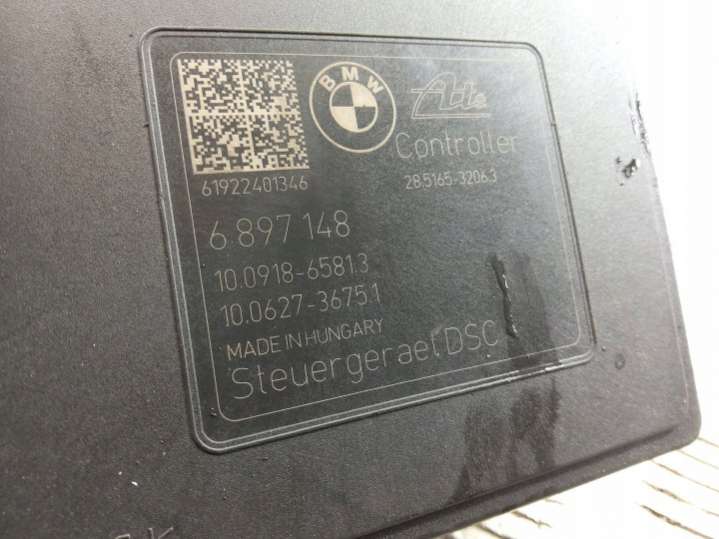 BMW
Ate
Controller
61922401346
28.5165-3206.3
6 897 148
10.0918-6581.3
10.0627-3675.1
MADE IN HUNGARY
Steuergeraet DSC